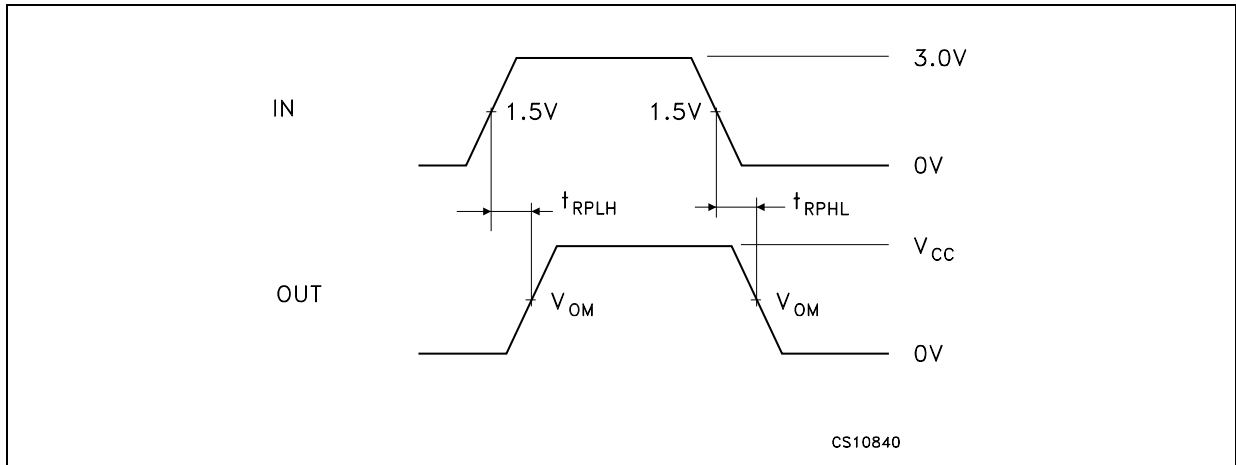 3.0V
IN
1.5V
1.5V
0V
tRPLH
tRPHL
VCC
OUT
VOM
VOM
0V
CS10840